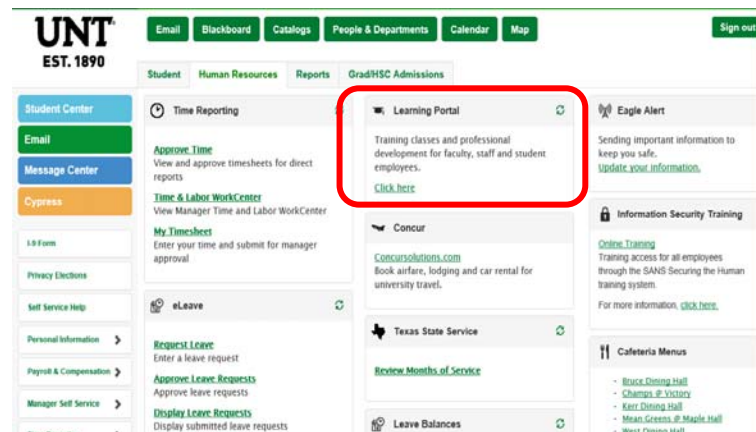 UNT
EST. 1890
Email
Blackboard
Catalogs
People & Departments
Calendar
Map
Sign out
Student
Human Resources
Reports
Grad/HSC Admissions
Student Center
Email
Message Center
Cypress
I-9 Form
Privacy Elections
Self Service Help
Personal Information
Payroll & Compensation
Manager Self Service
Time Reporting
Approve Time
View and approve timesheets for direct
reports
Time & Labor WorkCenter
View Manager Time and Labor WorkCenter
My Timesheet
Enter your time and submit for manager
approval
eLeave
Request Leave
Enter a leave request
Approve Leave Requests
Approve leave requests
Display Leave Requests
Display submitted leave requests
Learning Portal
Training classes and professional
development for faculty, staff and student
employees.
Click here
Concur
Concursolutions.com
Book airfare, lodging and car rental for
university travel.
Texas State Service
Review Months of Service
Leave Balances
Eagle Alert
Sending important information to
keep you safe.
Update your information.
Information Security Training
Online Training
Training access for all employees
through the SANS Securing the Human
training system.
For more information, click here.
Cafeteria Menus
- Bruce Dining Hall
- Champs @ Victory
- Kerr Dining Hall
- Mean Greens @ Maple Hall
- West Dining Hall